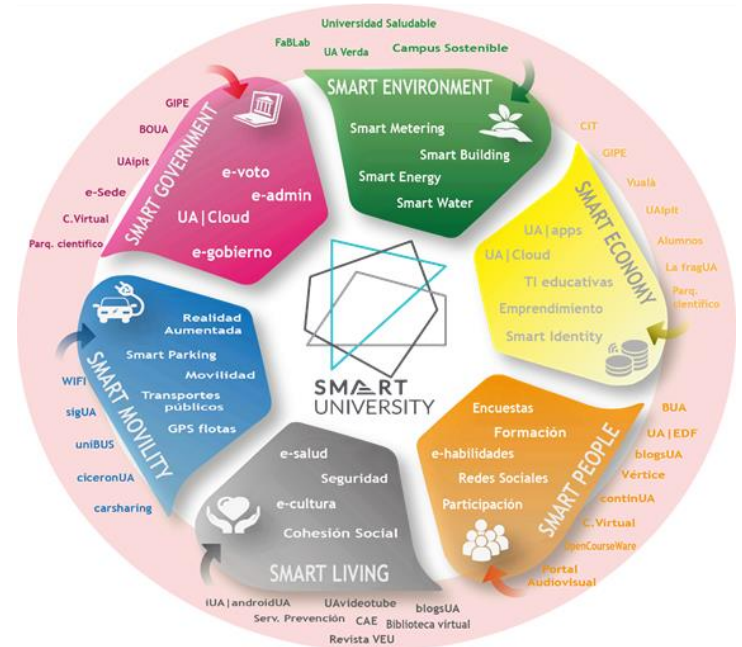 Universidad Saludable
FaBLab
UA Verda
Campus Sostenible
SMART ENVIRONMENT
Smart Metering
Smart Building
Smart Energy
Smart Water
CIT
GIPE
Vualà
UAipit
Alumnos
La fragUA
Parq.
científico
SMART ECONOMY
UA|apps
UA|Cloud
TI educativas
Emprendimiento
Smart Identity
BUA
UA|EDF
blogsUA
Vértice
continUA
C.Virtual
OpenCourseWare
Portal
Audiovisual
SMART PEOPLE
Encuestas
Formación
e-habilidades
Redes Sociales
Participación
SMART LIVING
e-salud
Seguridad
e-cultura
Cohesión Social
iUA|androidUA
UAvideotube
blogsUA
Serv. Prevención
CAE
Biblioteca virtual
Revista VEU
SMART MOVILITY
Realidad
Aumentada
Smart Parking
Movilidad
Transportes
públicos
GPS flotas
WIFI
sigUA
uniBUS
ciceronUA
carsharing
SMART GOVERNMENT
e-voto
e-admin
UA|Cloud
e-gobierno
GIPE
BOUA
UAipit
e-Sede
C.Virtual
Parq. científico
SMART
UNIVERSITY